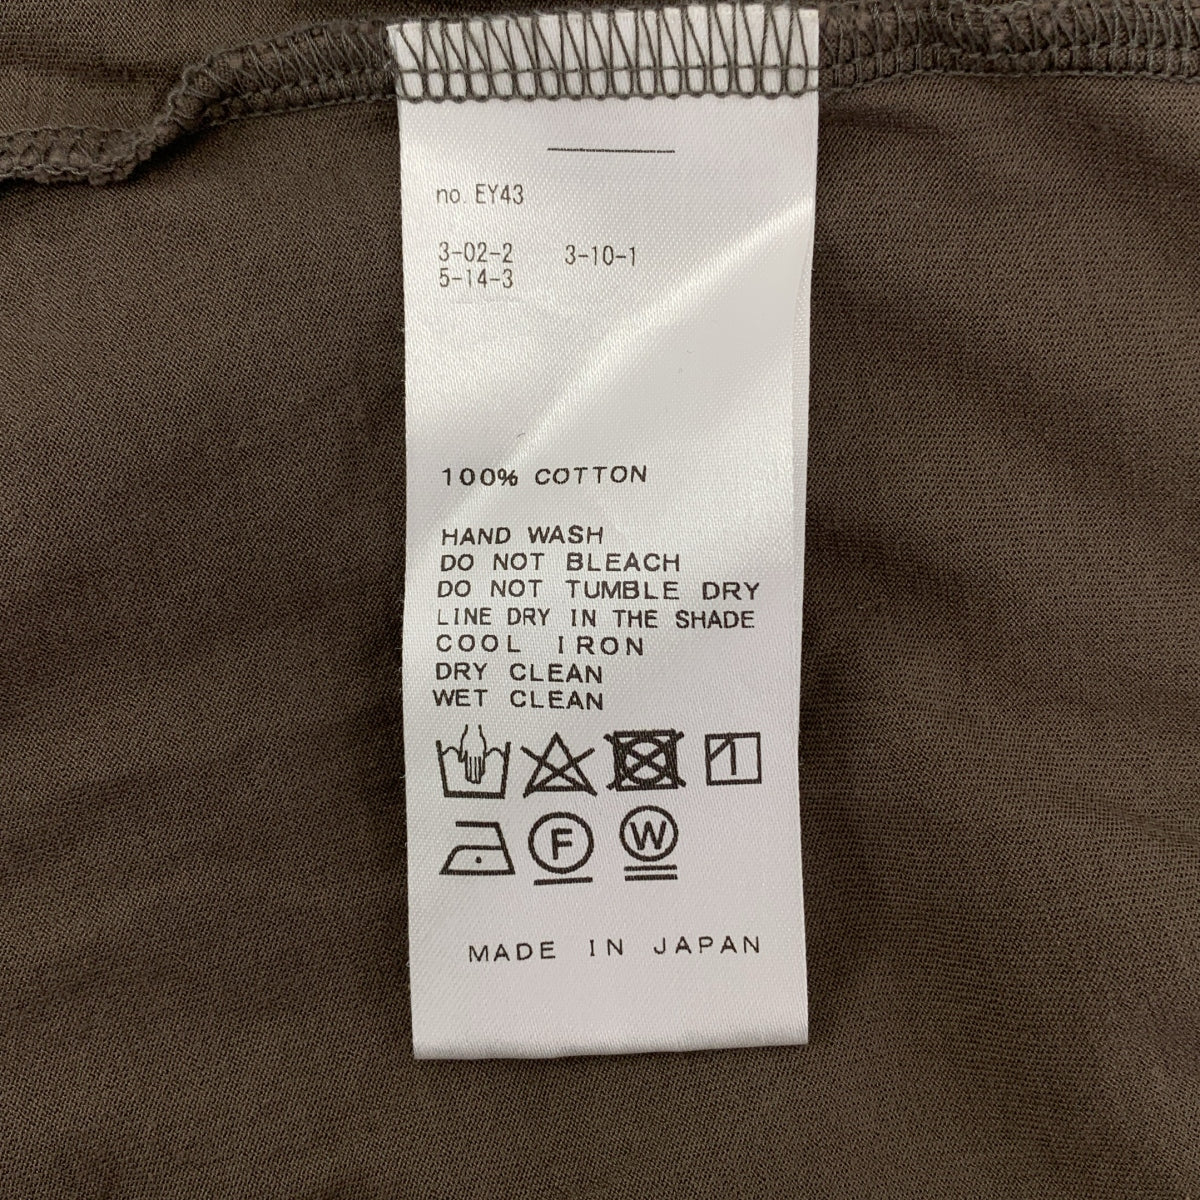 no. EY43
3-02-2 3-10-1
5-14-3
100% COTTON
HAND WASH
DO NOT BLEACH
DO NOT TUMBLE DRY
LINE DRY IN THE SHADE
COOL IRON
DRY CLEAN
WET CLEAN
F W
MADE IN JAPAN